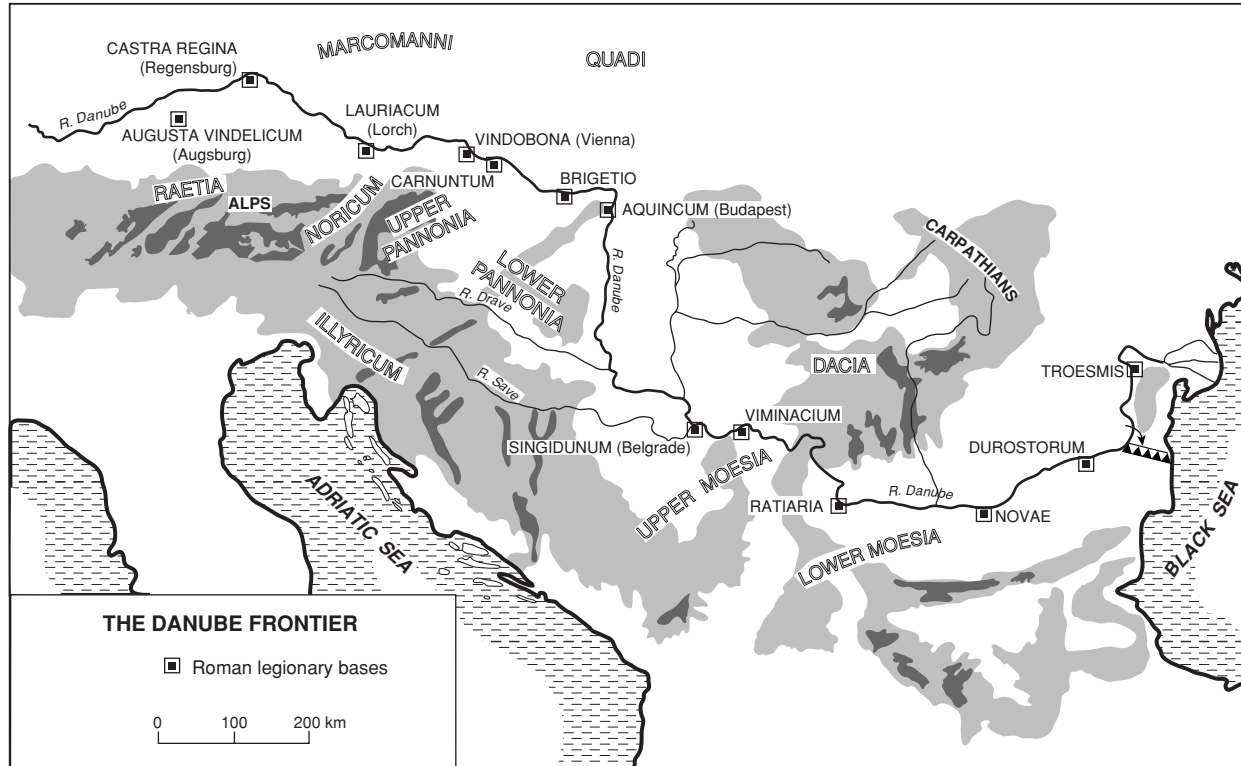 MARCOMANNI
QUADI
CASTRA REGINA
(Regensburg)
R. Danube
AUGUSTA VINDELICUM
(Augsburg)
LAURIACUM
(Lorch)
VINDOBONA (Vienna)
CARNUNTUM
BRIGETIO
AQUINCUM (Budapest)
RAETIA
ALPS
NORICUM
UPPER
PANNONIA
LOWER
PANNONIA
R. Danube
R. Drave
CARPATHIANS
ILLYRICUM
R. Save
DACIA
TROESMIS
SINGIDUNUM (Belgrade)
VIMINACIUM
DUROSTORUM
UPPER MOESIA
RATIARIA
R. Danube
NOVAE
LOWER MOESIA
ADRIATIC SEA
BLACK SEA
THE DANUBE FRONTIER
Roman legionary bases
0 100 200 km